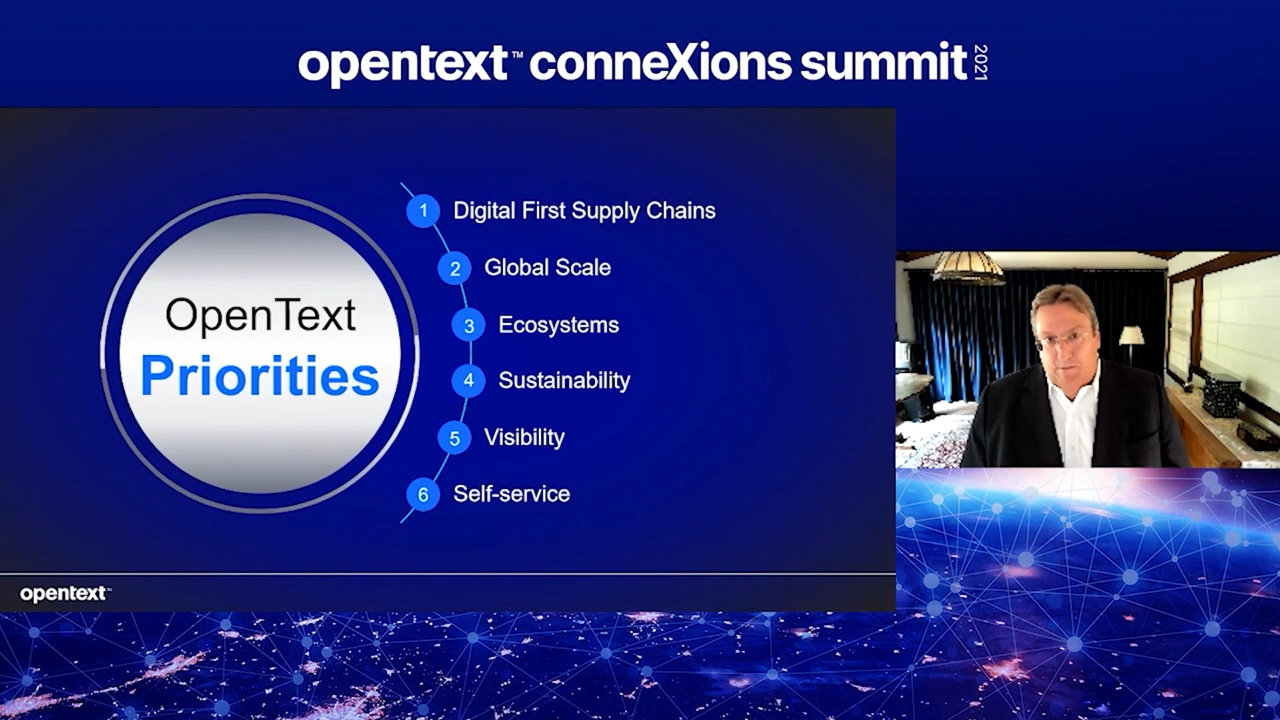 opentext™ conneXions summit 2021
OpenText
Priorities
1 Digital First Supply Chains
2 Global Scale
3 Ecosystems
4 Sustainability
5 Visibility
6 Self-service
opentext™